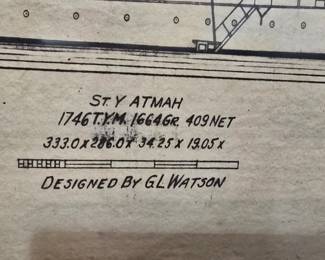 ST. Y ATMAH
1746 T.Y.M. 1664 GR. 409 NET
333.0 x 286.0 x 34.25 x 19.05 x
DESIGNED BY G.L WATSON